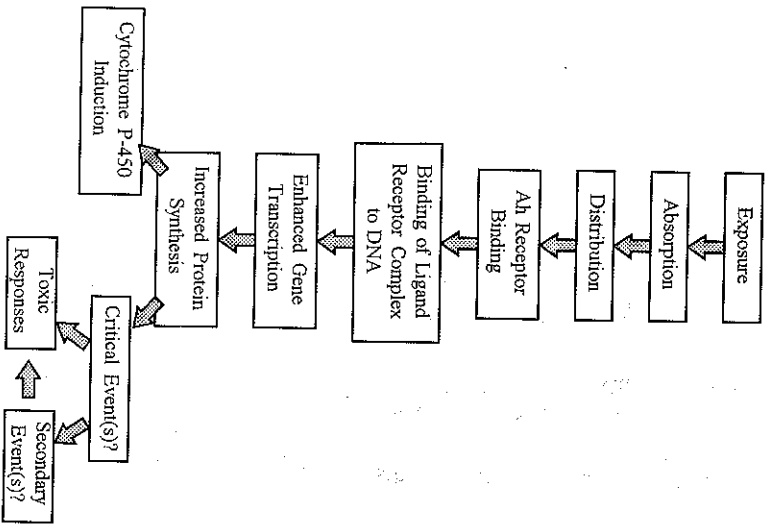 Exposure
Absorption
Distribution
Ah Receptor
Binding
Binding of Ligand
Receptor Complex
to DNA
Enhanced Gene
Transcription
Increased Protein
Synthesis
Cytochrome P-450
Induction
Critical Event(s)?
Toxic
Responses
Secondary
Event(s)?